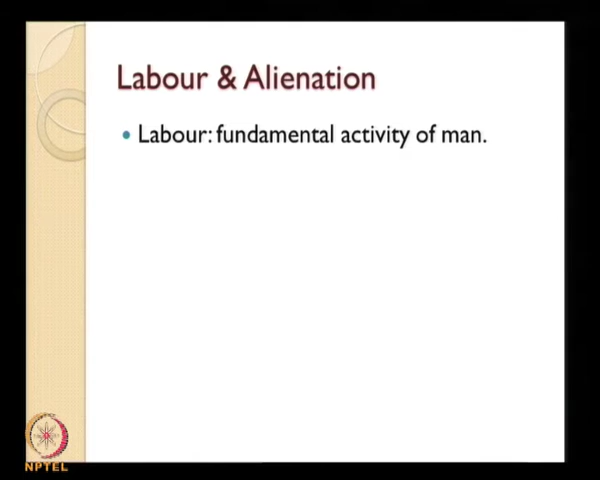 Labour & Alienation
• Labour: fundamental activity of man.
NPTEL